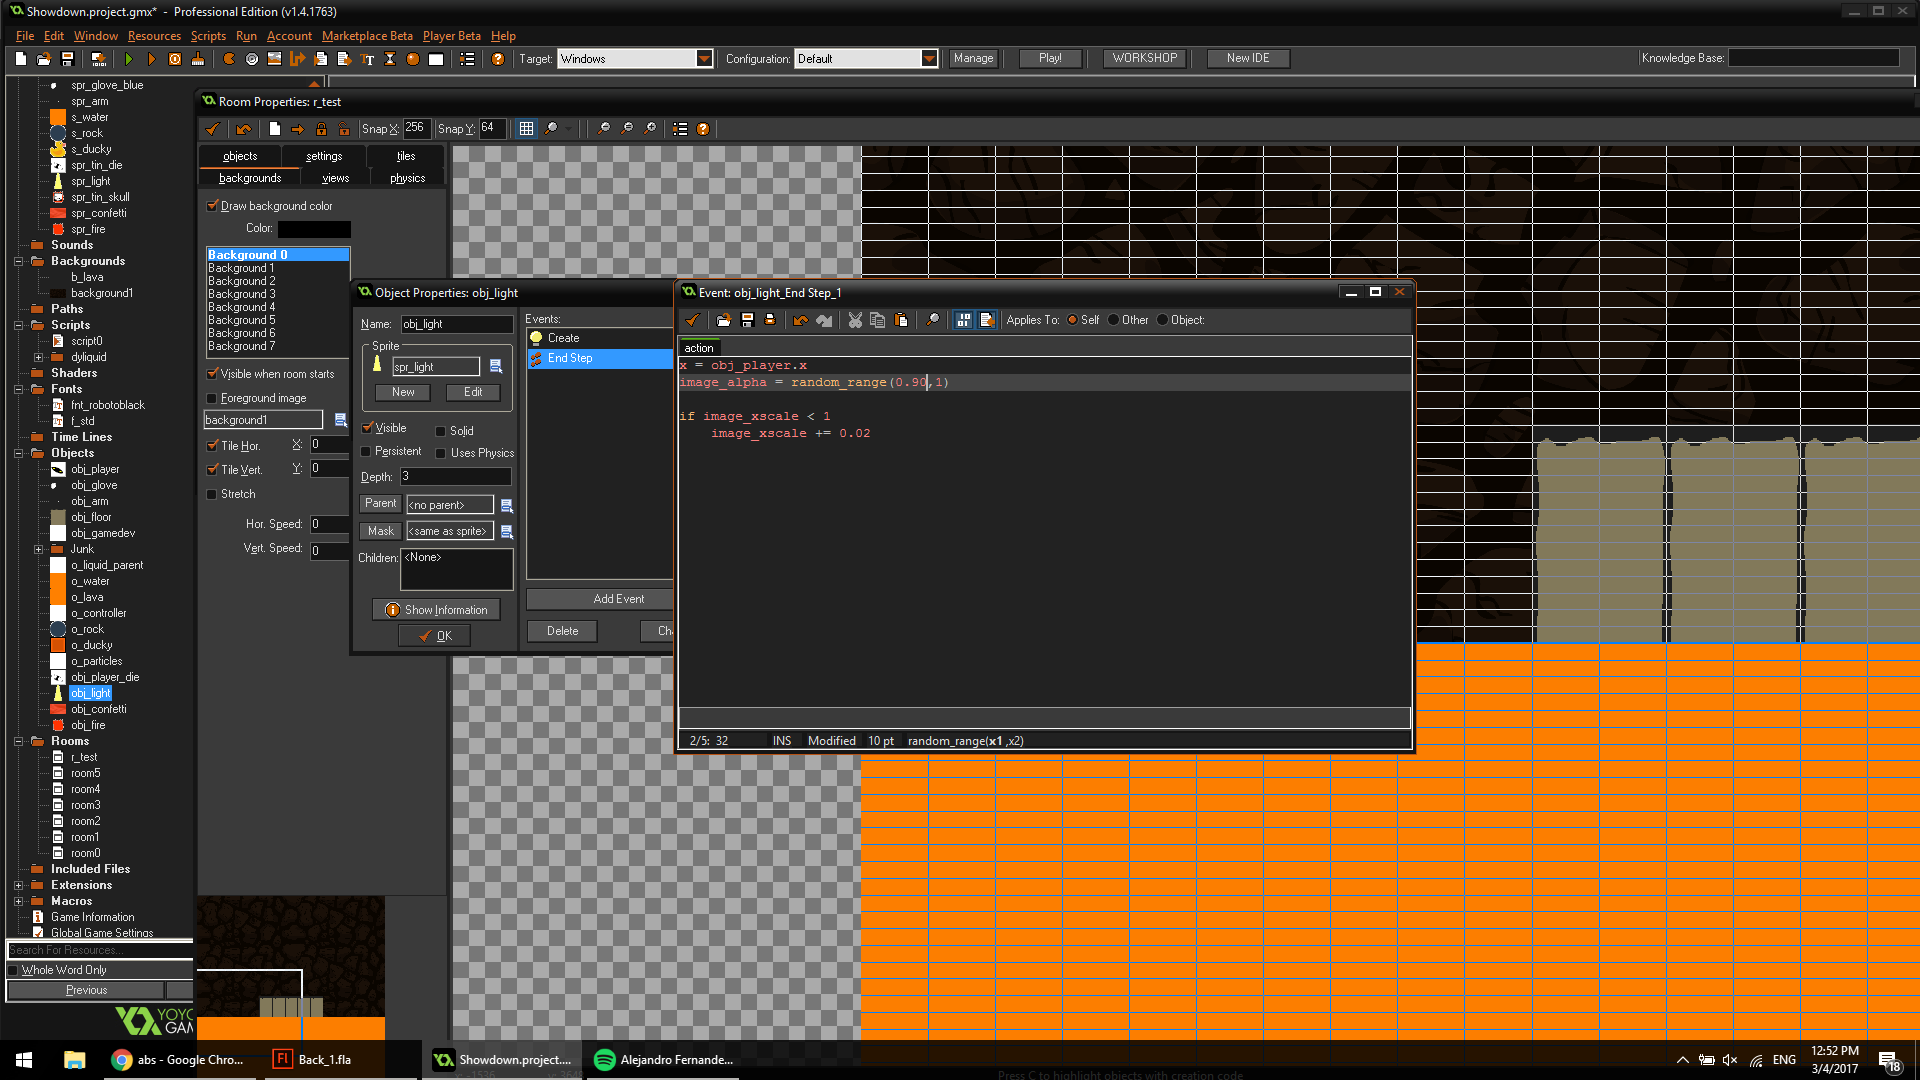 Showdown.project.gmx* - Professional Edition (v1.4.1763)
File Edit Window Resources Scripts Run Account Marketplace Beta Player Beta Help
Target: Windows Configuration: Default Manage Play! WORKSHOP New IDE Knowledge Base:
spr_glove_blue
spr_arm
s_water
s_rock
s_ducky
spr_tin_die
spr_light
spr_tin_skull
spr_confetti
spr_fire
Sounds
Backgrounds
b_lava
background1
Paths
Scripts
script0
dyliquid
Shaders
Fonts
fnt_robotoblack
f_std
Time Lines
Objects
obj_player
obj_glove
obj_arm
obj_floor
obj_gamedev
Junk
o_liquid_parent
o_water
o_lava
o_controller
o_rock
o_ducky
o_particles
obj_player_die
obj_light
obj_confetti
obj_fire
Rooms
r_test
room5
room4
room3
room2
room1
room0
Included Files
Extensions
Macros
Game Information
Global Game Settings
Search For Resources...
Whole Word Only
Previous
YOYO
GAM
Room Properties: r_test
Snap X: 256 Snap Y: 64
objects settings tiles
backgrounds views physics
Draw background color
Color:
Background 0
Background 1
Background 2
Background 3
Background 4
Background 5
Background 6
Background 7
Visible when room starts
Foreground image
background1
Tile Hor. X: 0
Tile Vert. Y: 0
Stretch
Hor. Speed: 0
Vert. Speed: 0
Object Properties: obj_light
Name: obj_light
Sprite
spr_light
New Edit
Visible Solid
Persistent Uses Physics
Depth: 3
Parent <no parent>
Mask <same as sprite>
Children: <None>
Show Information
OK
Events:
Create
End Step
Add Event
Delete Ch
Event: obj_light_End Step_1
Applies To: Self Other Object:
action
x = obj_player.x
image_alpha = random_range(0.90,1)
if image_xscale < 1
image_xscale += 0.02
2/5: 32 INS Modified 10 pt random_range(x1 ,x2)
Press C to highlight objects with creation code
abs - Google Chro...
Back_1.fla
Showdown.project....
Alejandro Fernande...
ENG
12:52 PM
3/4/2017
18